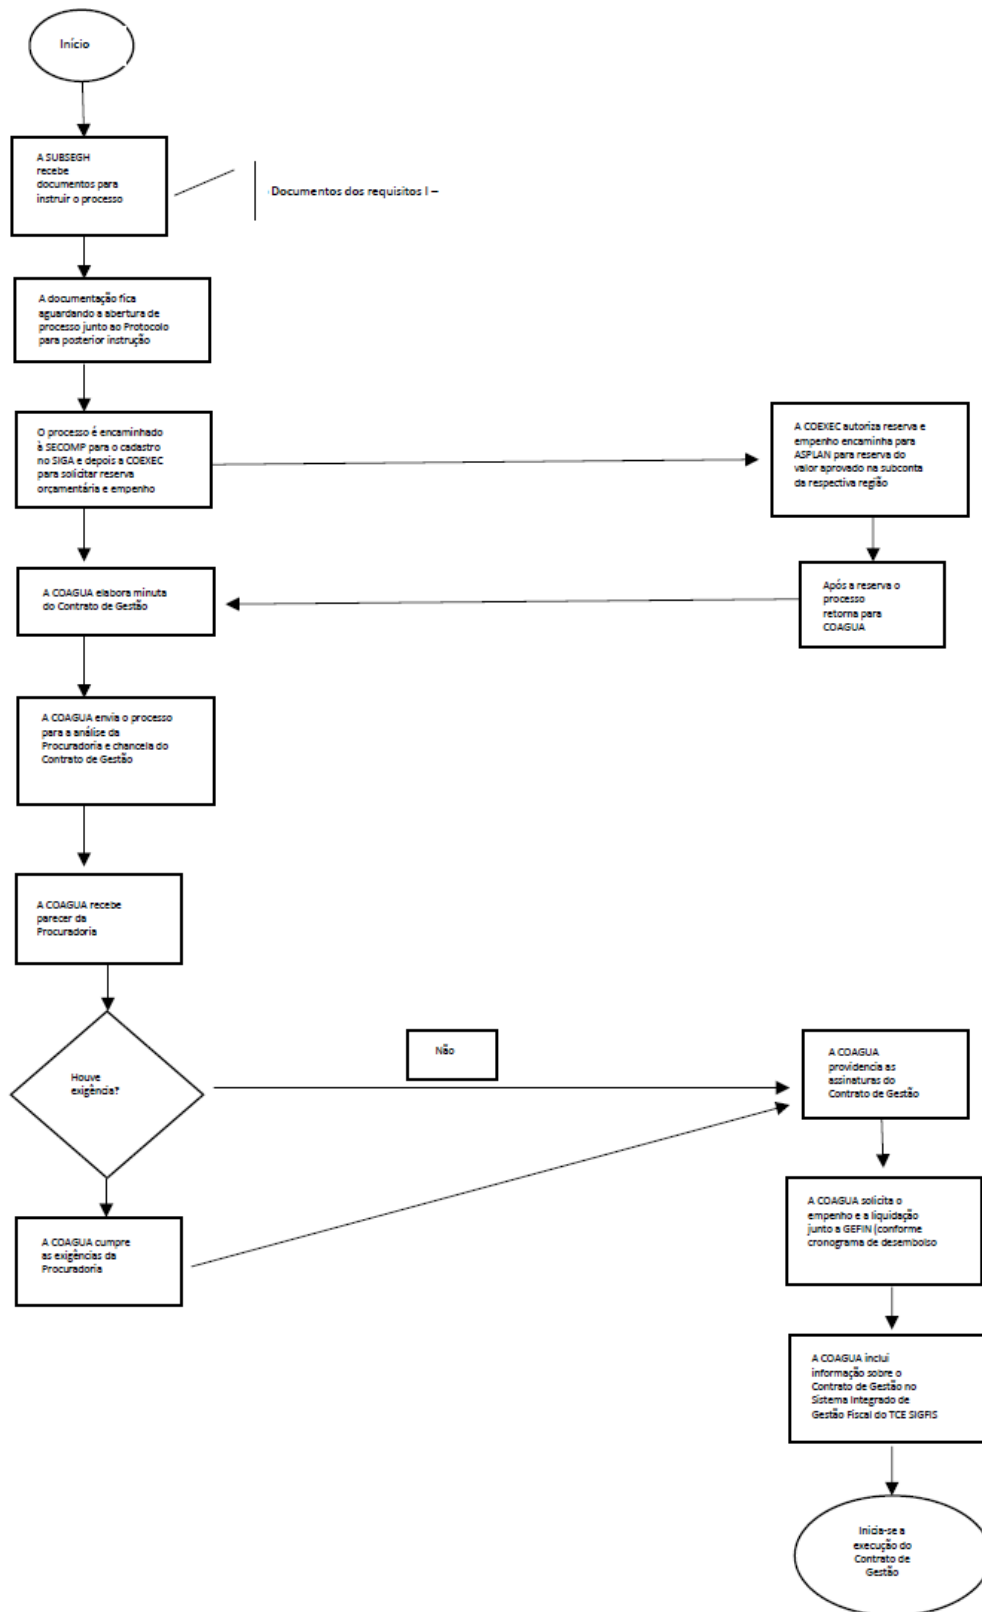 Início
A SUBSEGH
recebe
documentos para
instruir o processo
Documentos dos requisitos I –
A documentação fica
aguardando a abertura de
processo junto ao Protocolo
para posterior instrução
O processo é encaminhado
à SECOMP para o cadastro
no SIGA e depois a COEXEC
para solicitar reserva
orçamentária e empenho
A COEXEC autoriza reserva e
empenho encaminha para
ASPLAN para reserva do
valor aprovado na subconta
da respectiva região
A COAGUA elabora minuta
do Contrato de Gestão
Após a reserva o
processo
retorna para
COAGUA
A COAGUA envia o processo
para a análise da
Procuradoria e chancela do
Contrato de Gestão
A COAGUA recebe
parecer da
Procuradoria
Houve
exigência?
Não
A COAGUA
providencia as
assinaturas do
Contrato de Gestão
A COAGUA cumpre
as exigências da
Procuradoria
A COAGUA solicita o
empenho e a liquidação
junto a GEFIN (conforme
cronograma de desembolso
A COAGUA inclui
informação sobre o
Contrato de Gestão no
Sistema Integrado de
Gestão Fiscal do TCE SIGFIS
Inicia-se a
execução do
Contrato de
Gestão